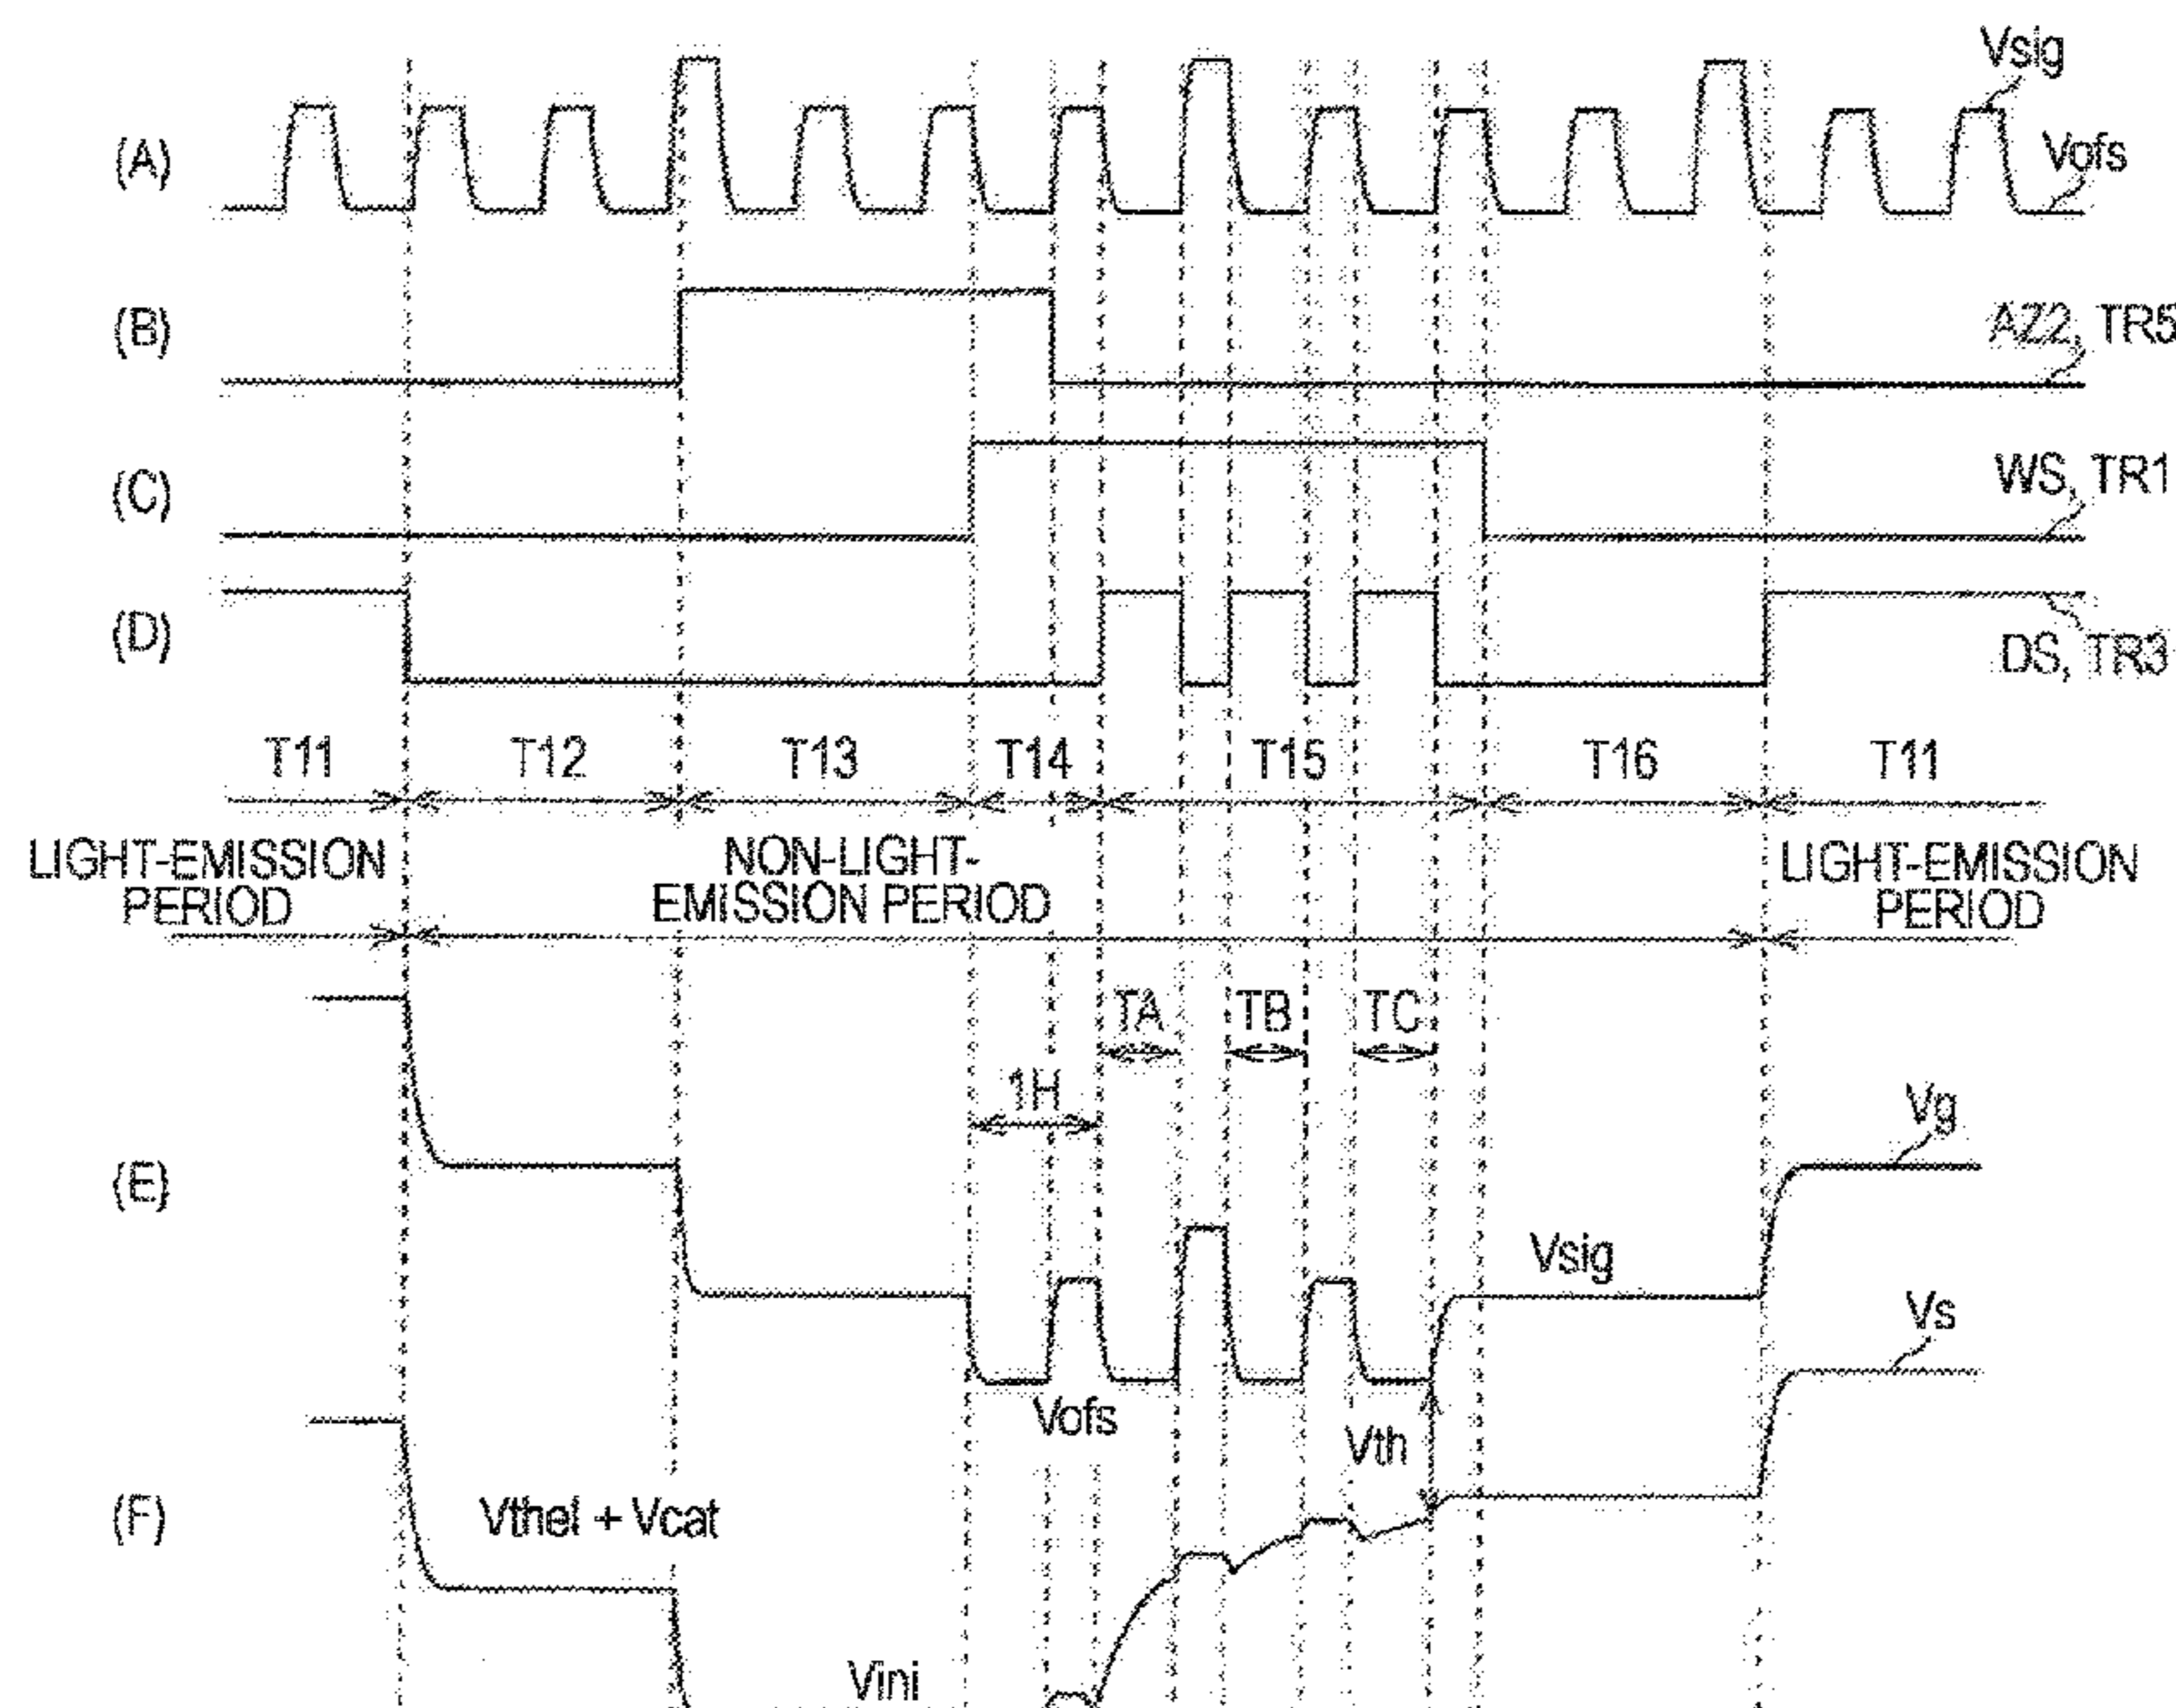 Vsig
(A)
Vofs
(B)
AZ2, TR5
(C)
WS, TR1
(D)
DS, TR3
T11 T12 T13 T14 T15 T16 T11
LIGHT-EMISSION
PERIOD
NON-LIGHT-
EMISSION PERIOD
LIGHT-EMISSION
PERIOD
TA TB TC
1H
Vg
(E)
Vsig
Vs
Vofs
Vth
(F)
Vthel + Vcat
Vini